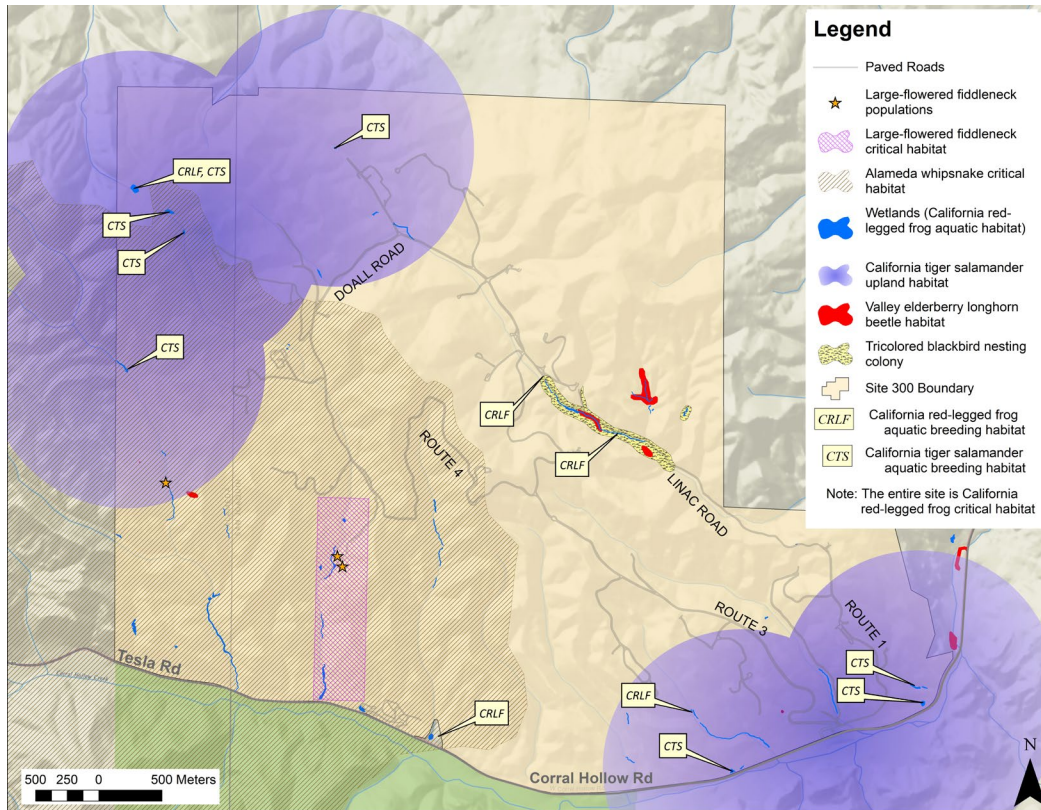 Legend
Paved Roads
Large-flowered fiddleneck
populations
Large-flowered fiddleneck
critical habitat
Alameda whipsnake critical
habitat
Wetlands (California red-
legged frog aquatic habitat)
California tiger salamander
upland habitat
Valley elderberry longhorn
beetle habitat
Tricolored blackbird nesting
colony
Site 300 Boundary
CRLF
California red-legged frog
aquatic breeding habitat
CTS
California tiger salamander
aquatic breeding habitat
Note: The entire site is California
red-legged frog critical habitat
CTS
CRLF, CTS
CTS
CTS
DOALL ROAD
CTS
CRLF
ROUTE 4
CRLF
LINAC ROAD
ROUTE 3
ROUTE 1
Tesla Rd
Corral Hollow Creek
CTS
CTS
CRLF
CRLF
CTS
Corral Hollow Rd
N
500 250 0 500 Meters